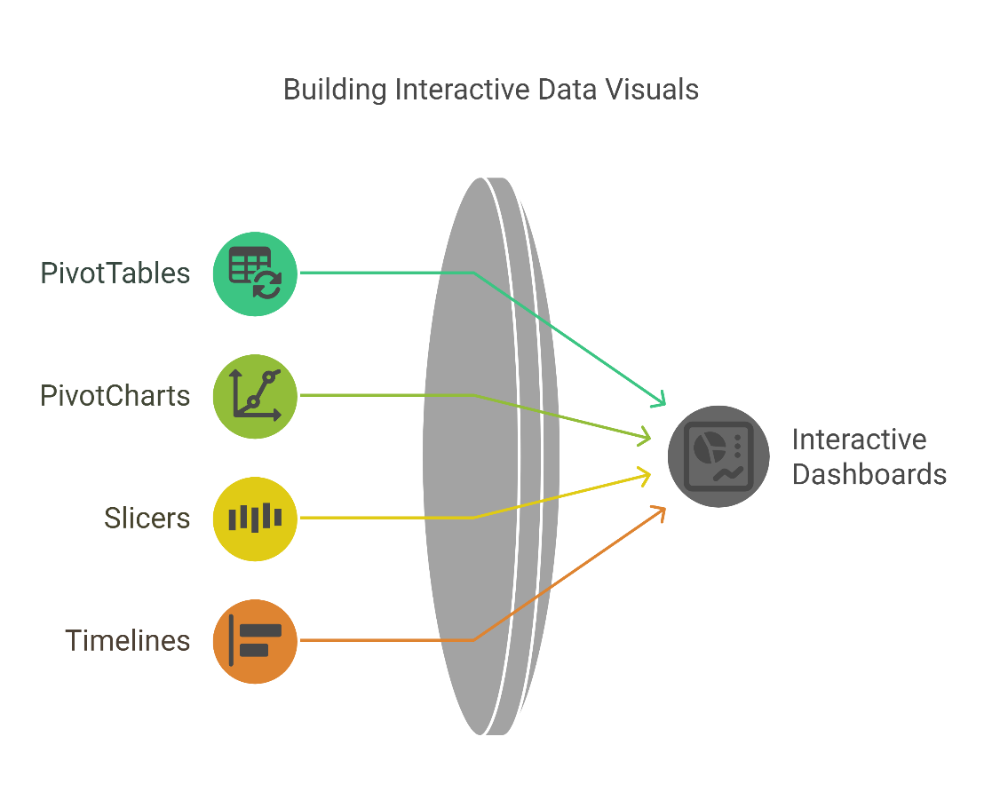 Building Interactive Data Visuals
PivotTables
PivotCharts
Slicers
Timelines
Interactive
Dashboards